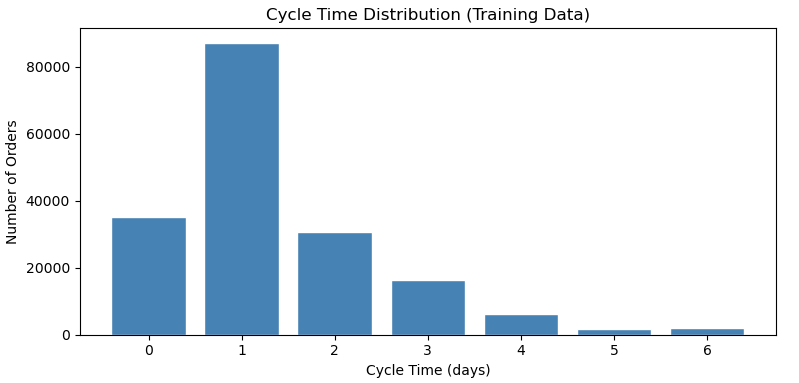 Cycle Time Distribution (Training Data)
Number of Orders
80000
60000
40000
20000
0
0 1 2 3 4 5 6
Cycle Time (days)